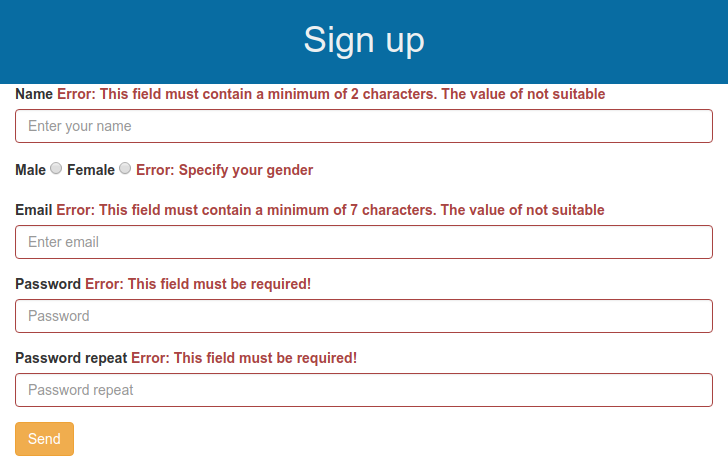 Sign up
Name Error: This field must contain a minimum of 2 characters. The value of not suitable
Enter your name
Male Female Error: Specify your gender
Email Error: This field must contain a minimum of 7 characters. The value of not suitable
Enter email
Password Error: This field must be required!
Password
Password repeat Error: This field must be required!
Password repeat
Send